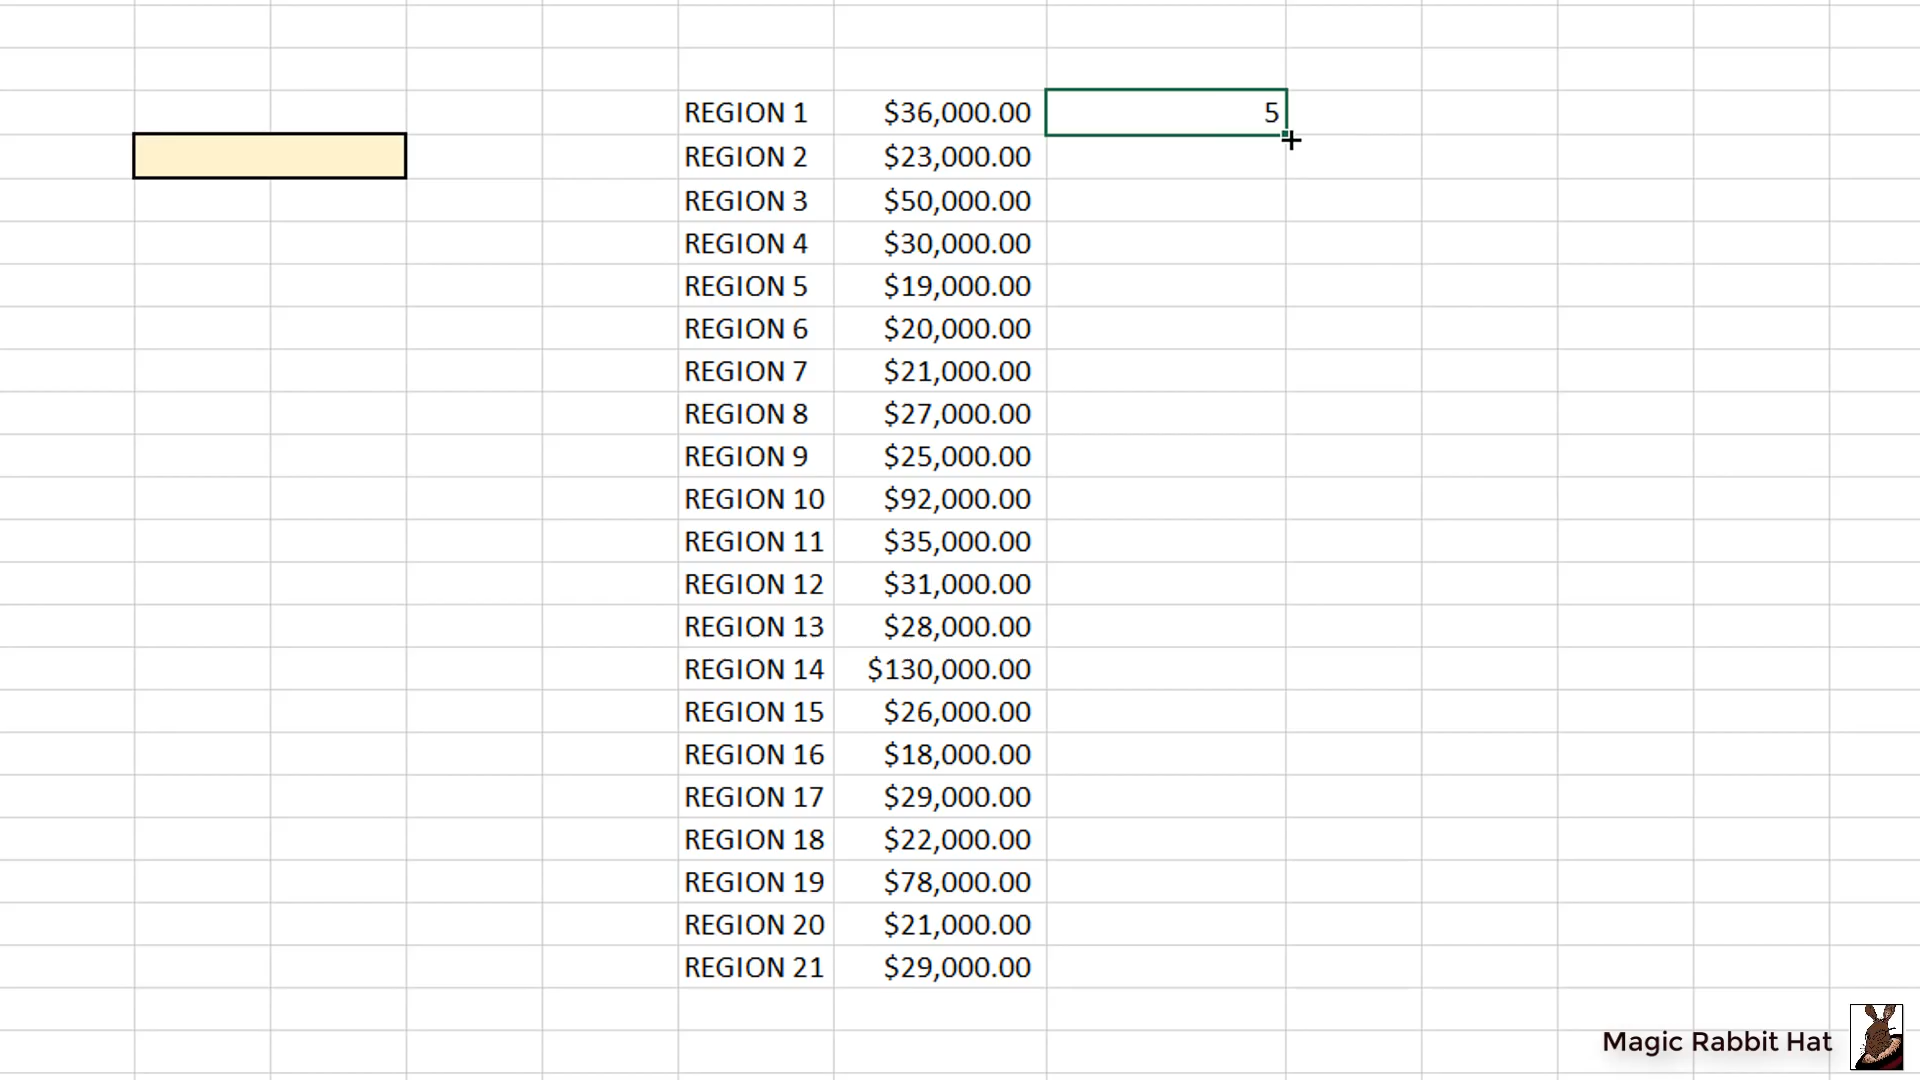 REGION 1 $36,000.00 5
REGION 2 $23,000.00
REGION 3 $50,000.00
REGION 4 $30,000.00
REGION 5 $19,000.00
REGION 6 $20,000.00
REGION 7 $21,000.00
REGION 8 $27,000.00
REGION 9 $25,000.00
REGION 10 $92,000.00
REGION 11 $35,000.00
REGION 12 $31,000.00
REGION 13 $28,000.00
REGION 14 $130,000.00
REGION 15 $26,000.00
REGION 16 $18,000.00
REGION 17 $29,000.00
REGION 18 $22,000.00
REGION 19 $78,000.00
REGION 20 $21,000.00
REGION 21 $29,000.00
Magic Rabbit Hat